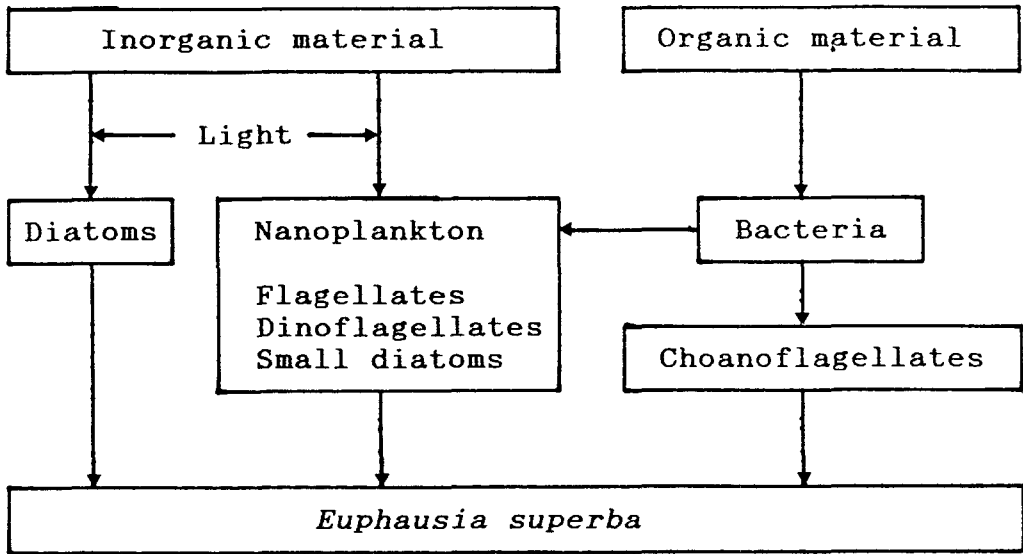 Inorganic material
Organic material
Light
Diatoms
Nanoplankton
Flagellates
Dinoflagellates
Small diatoms
Bacteria
Choanoflagellates
Euphausia superba